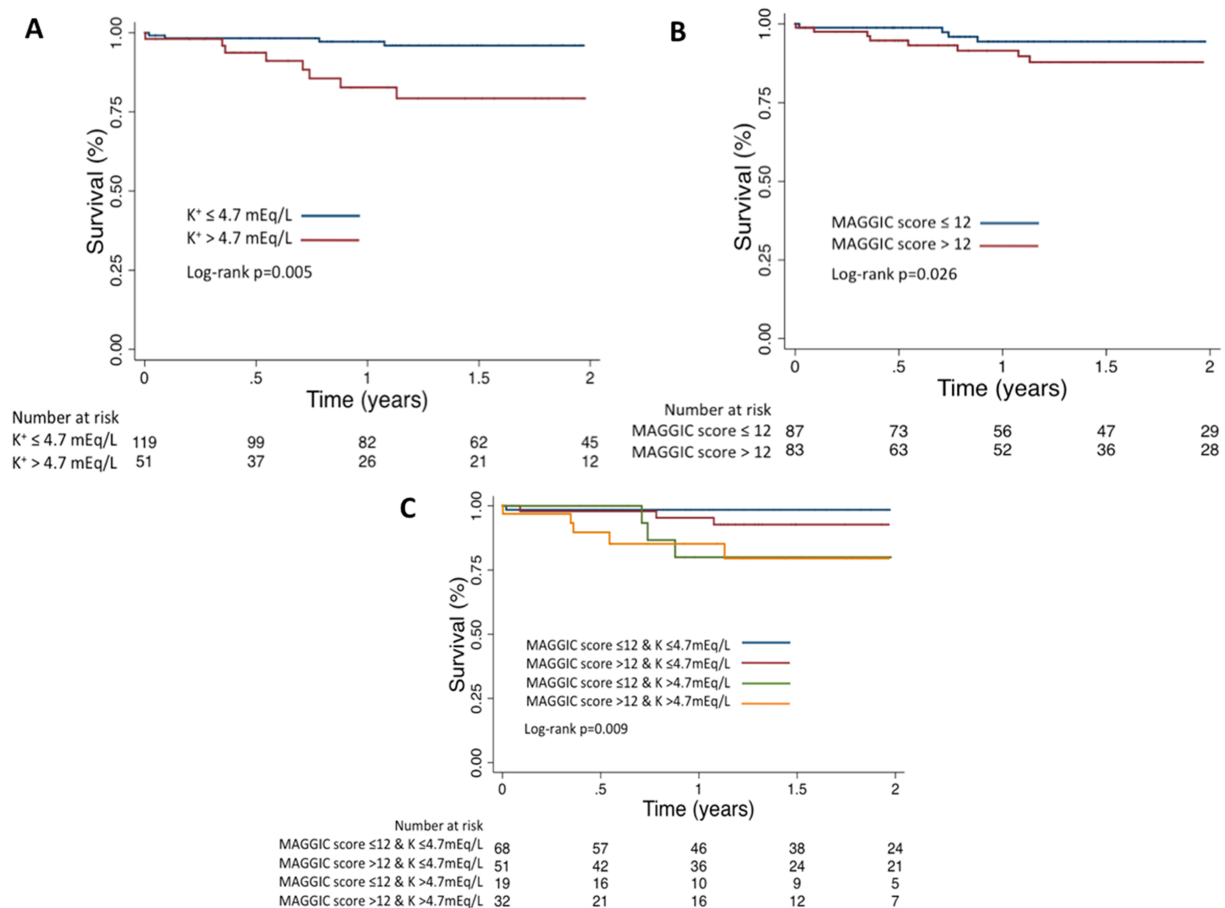 A
Survival (%)
1.00
0.75
0.50
0.25
0.00
K⁺ ≤ 4.7 mEq/L
K⁺ > 4.7 mEq/L
Log-rank p=0.005
0 .5 1 1.5 2
Time (years)
Number at risk
K⁺ ≤ 4.7 mEq/L 119 99 82 62 45
K⁺ > 4.7 mEq/L 51 37 26 21 12
B
Survival (%)
1.00
0.75
0.50
0.25
0.00
MAGGIC score ≤ 12
MAGGIC score > 12
Log-rank p=0.026
0 .5 1 1.5 2
Time (years)
Number at risk
MAGGIC score ≤ 12 87 73 56 47 29
MAGGIC score > 12 83 63 52 36 28
C
Survival (%)
1.00
0.75
0.50
0.25
0.00
MAGGIC score ≤12 & K ≤4.7mEq/L
MAGGIC score >12 & K ≤4.7mEq/L
MAGGIC score ≤12 & K >4.7mEq/L
MAGGIC score >12 & K >4.7mEq/L
Log-rank p=0.009
0 .5 1 1.5 2
Time (years)
Number at risk
MAGGIC score ≤12 & K ≤4.7mEq/L 68 57 46 38 24
MAGGIC score >12 & K ≤4.7mEq/L 51 42 36 24 21
MAGGIC score ≤12 & K >4.7mEq/L 19 16 10 9 5
MAGGIC score >12 & K >4.7mEq/L 32 21 16 12 7